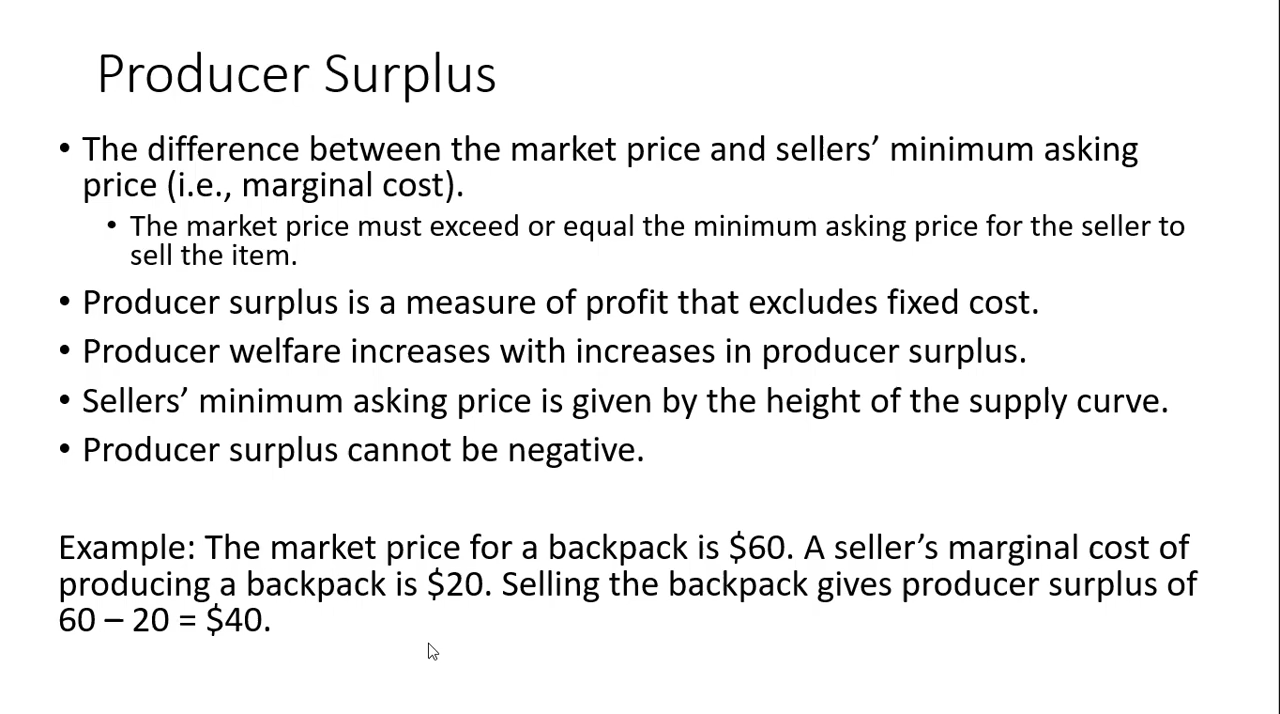 Producer Surplus
• The difference between the market price and sellers’ minimum asking
price (i.e., marginal cost).
• The market price must exceed or equal the minimum asking price for the seller to
sell the item.
• Producer surplus is a measure of profit that excludes fixed cost.
• Producer welfare increases with increases in producer surplus.
• Sellers’ minimum asking price is given by the height of the supply curve.
• Producer surplus cannot be negative.
Example: The market price for a backpack is $60. A seller’s marginal cost of
producing a backpack is $20. Selling the backpack gives producer surplus of
60 – 20 = $40.